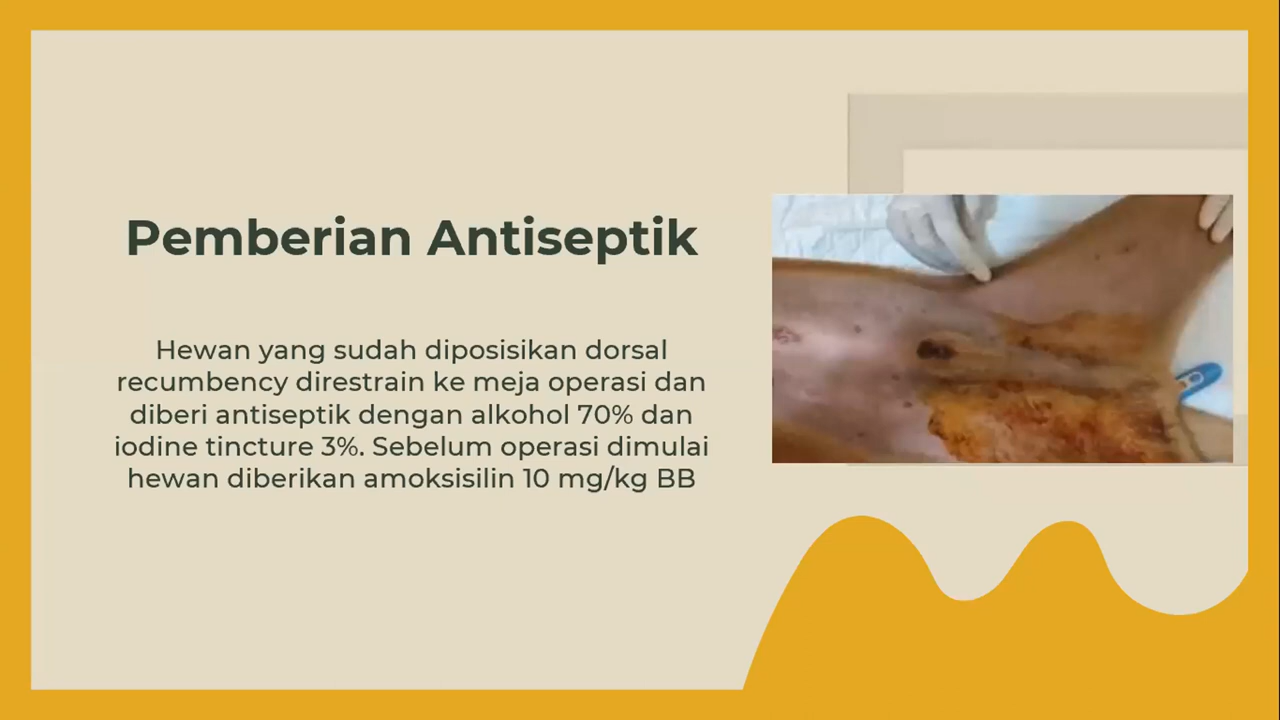 Pemberian Antiseptik
Hewan yang sudah diposisikan dorsal
recumbency direstrain ke meja operasi dan
diberi antiseptik dengan alkohol 70% dan
iodine tincture 3%. Sebelum operasi dimulai
hewan diberikan amoksisilin 10 mg/kg BB